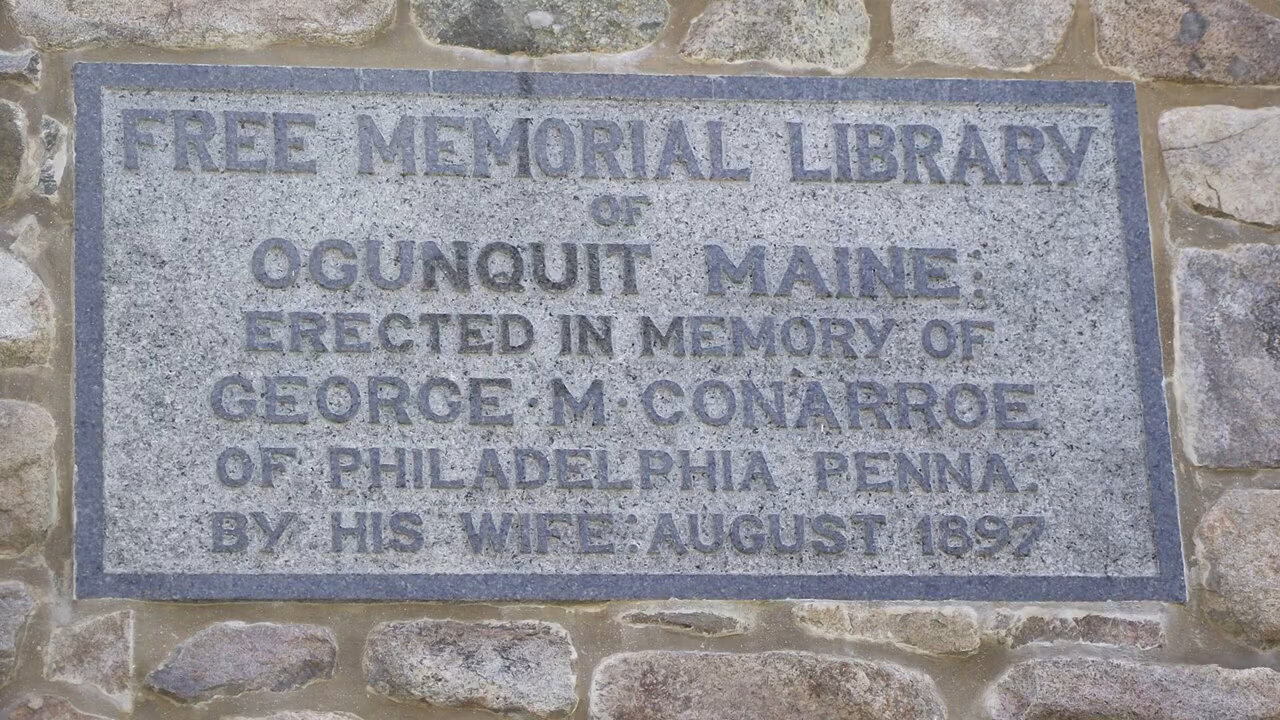 FREE MEMORIAL LIBRARY
OF
OGUNQUIT MAINE:
ERECTED IN MEMORY OF
GEORGE · M · CONARROE
OF PHILADELPHIA PENNA:
BY HIS WIFE: AUGUST 1897